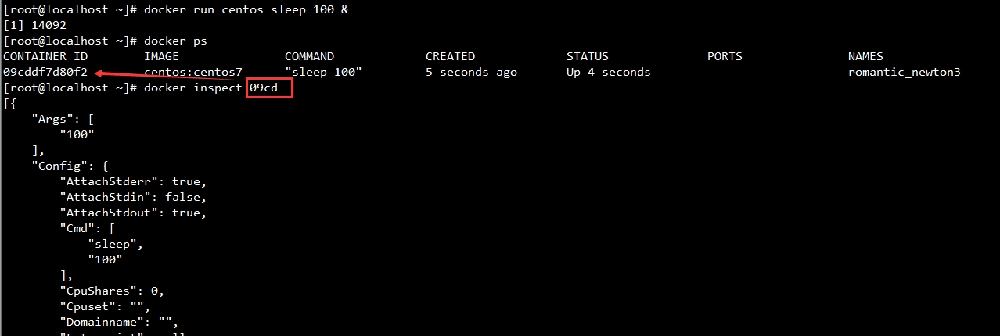 [root@localhost ~]# docker run centos sleep 100 &
[1] 14092
[root@localhost ~]# docker ps
CONTAINER ID        IMAGE               COMMAND             CREATED             STATUS              PORTS               NAMES
09cddf7d80f2        centos:centos7      "sleep 100"         5 seconds ago       Up 4 seconds                            romantic_newton3
[root@localhost ~]# docker inspect 09cd
[{
    "Args": [
        "100"
    ],
    "Config": {
        "AttachStderr": true,
        "AttachStdin": false,
        "AttachStdout": true,
        "Cmd": [
            "sleep",
            "100"
        ],
        "CpuShares": 0,
        "Cpuset": "",
        "Domainname": "",